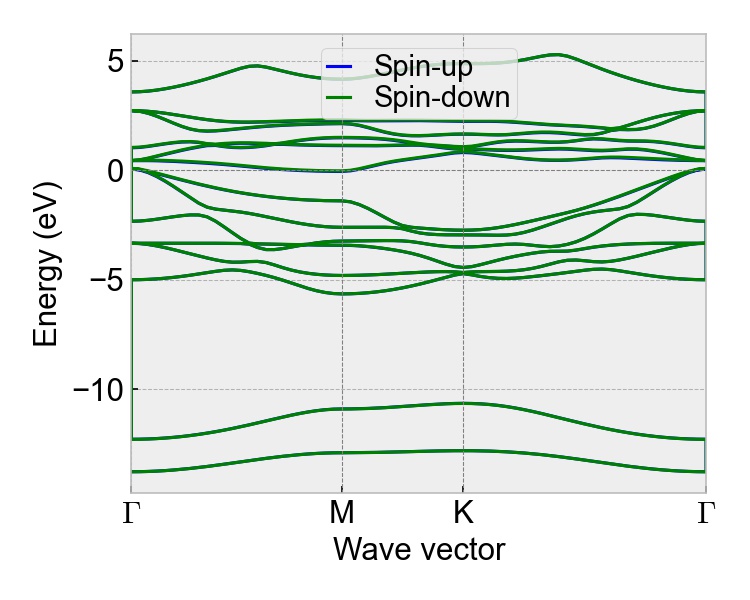 5
0
−5
−10
Energy (eV)
Spin-up
Spin-down
Γ M K Γ
Wave vector